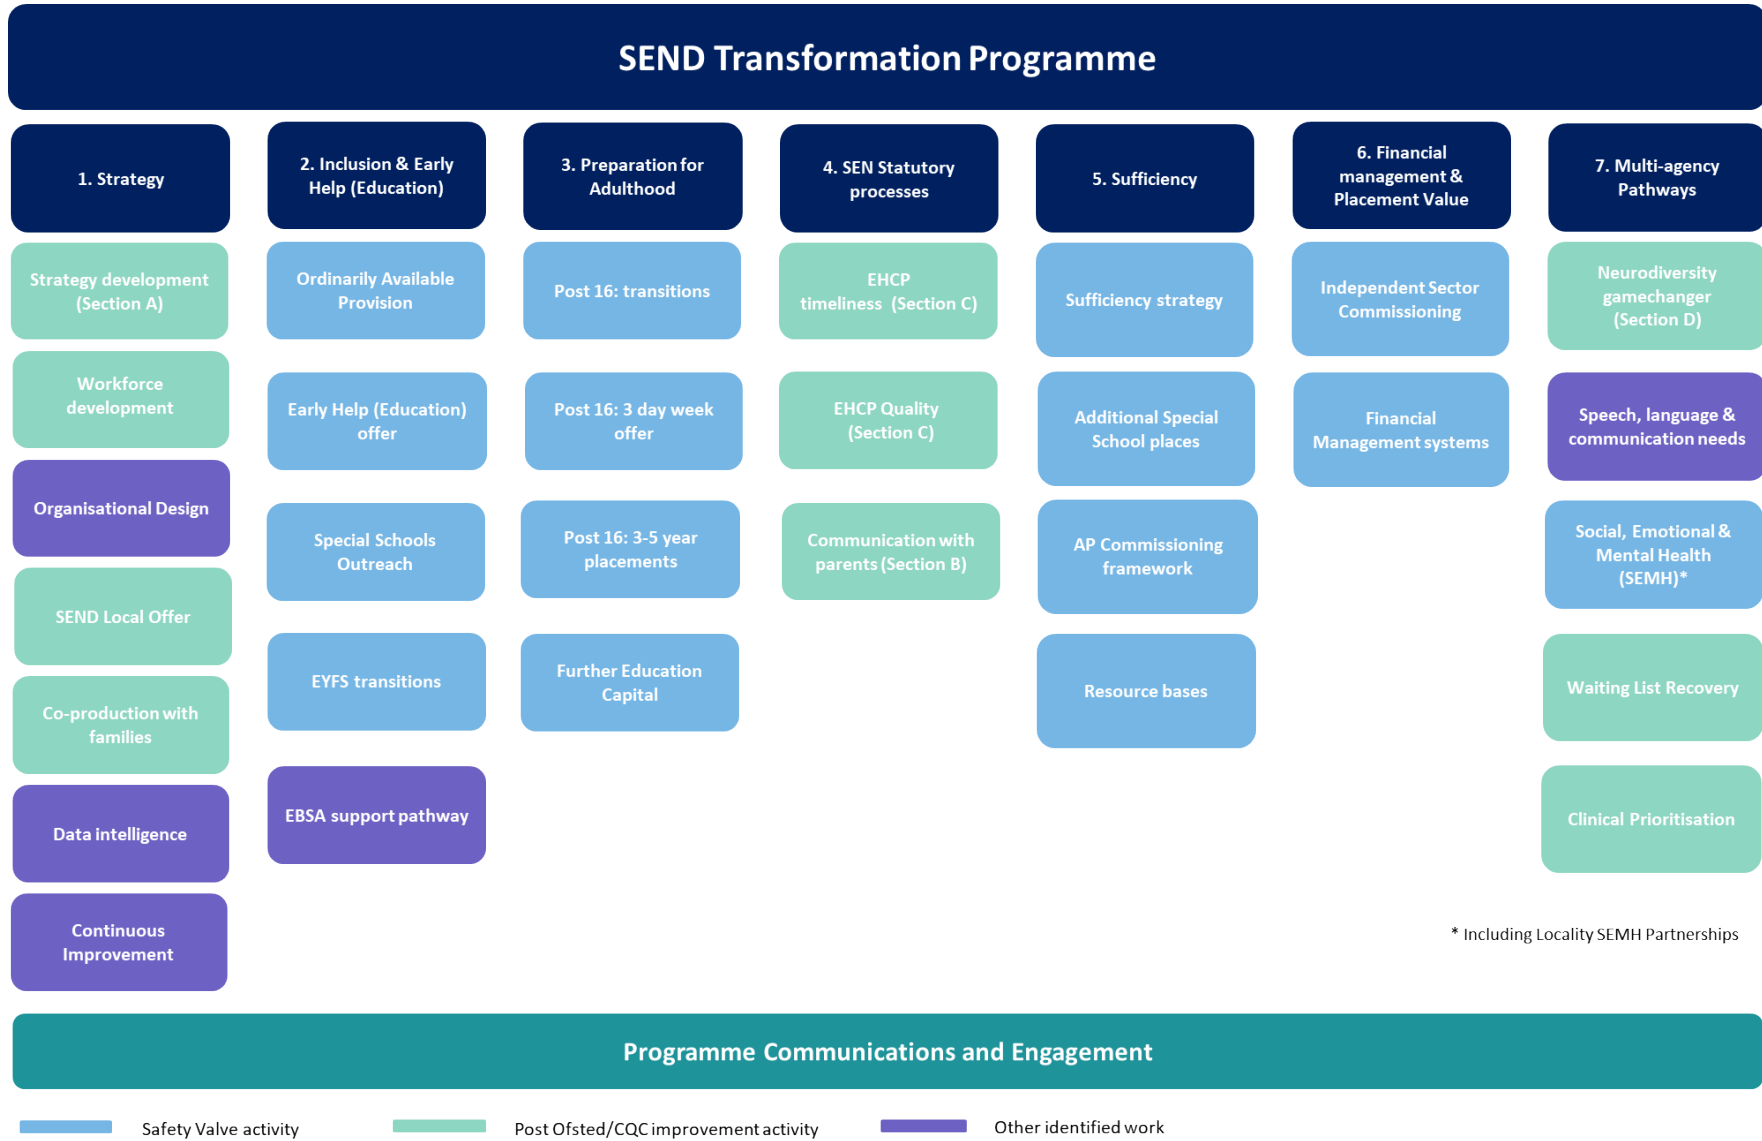 SEND Transformation Programme
1. Strategy
2. Inclusion & Early
Help (Education)
3. Preparation for
Adulthood
4. SEN Statutory
processes
5. Sufficiency
6. Financial
management &
Placement Value
7. Multi-agency
Pathways
Strategy development
(Section A)
Workforce
development
Organisational Design
SEND Local Offer
Co-production with
families
Data intelligence
Continuous
Improvement
Ordinarily Available
Provision
Early Help (Education)
offer
Special Schools
Outreach
EYFS transitions
EBSA support pathway
Post 16: transitions
Post 16: 3 day week
offer
Post 16: 3-5 year
placements
Further Education
Capital
EHCP
timeliness (Section C)
EHCP Quality
(Section C)
Communication with
parents (Section B)
Sufficiency strategy
Additional Special
School places
AP Commissioning
framework
Resource bases
Independent Sector
Commissioning
Financial
Management systems
Neurodiversity
gamechanger
(Section D)
Speech, language &
communication needs
Social, Emotional &
Mental Health
(SEMH)*
Waiting List Recovery
Clinical Prioritisation
* Including Locality SEMH Partnerships
Programme Communications and Engagement
Safety Valve activity
Post Ofsted/CQC improvement activity
Other identified work